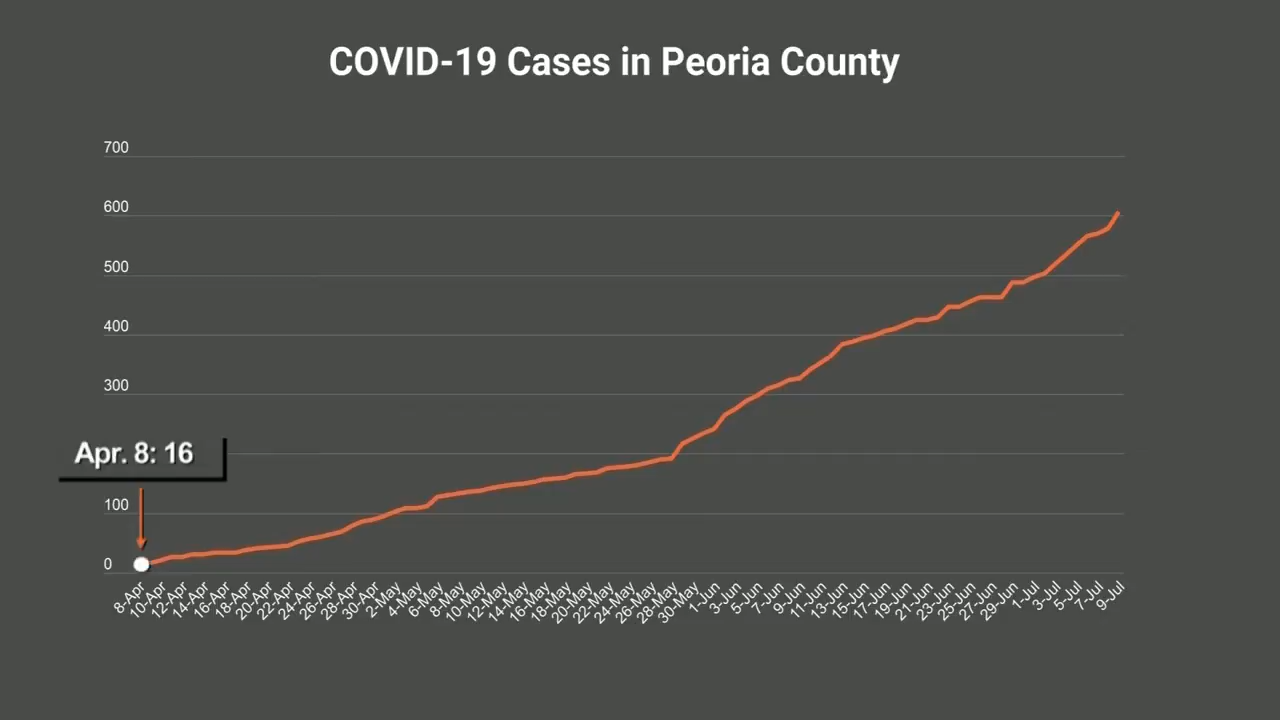 COVID-19 Cases in Peoria County
700
600
500
400
300
Apr. 8: 16
100
0
8-Apr
10-Apr
12-Apr
14-Apr
16-Apr
18-Apr
20-Apr
22-Apr
24-Apr
26-Apr
28-Apr
30-Apr
2-May
4-May
6-May
8-May
10-May
12-May
14-May
16-May
18-May
20-May
22-May
24-May
26-May
28-May
30-May
1-Jun
3-Jun
5-Jun
7-Jun
9-Jun
11-Jun
13-Jun
15-Jun
17-Jun
19-Jun
21-Jun
23-Jun
25-Jun
27-Jun
29-Jun
1-Jul
3-Jul
5-Jul
7-Jul
9-Jul